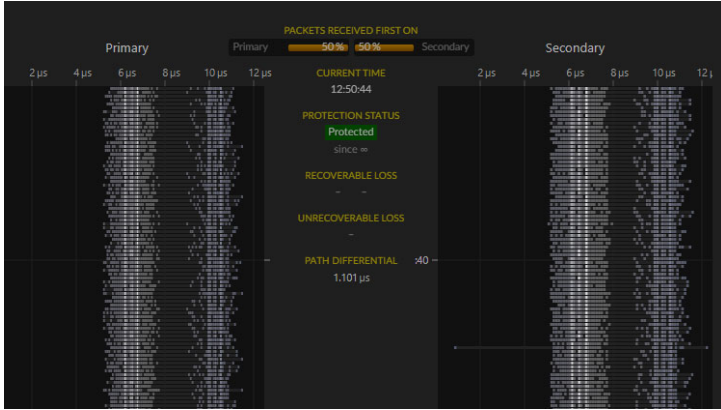 PACKETS RECEIVED FIRST ON
Primary
Primary 50% 50% Secondary
Secondary
2 µs 4 µs 6 µs 8 µs 10 µs 12 µs
CURRENT TIME
12:50:44
2 µs 4 µs 6 µs 8 µs 10 µs 12 µ
PROTECTION STATUS
Protected
since ∞
RECOVERABLE LOSS
– –
UNRECOVERABLE LOSS
–
PATH DIFFERENTIAL
:40 –
1.101 µs